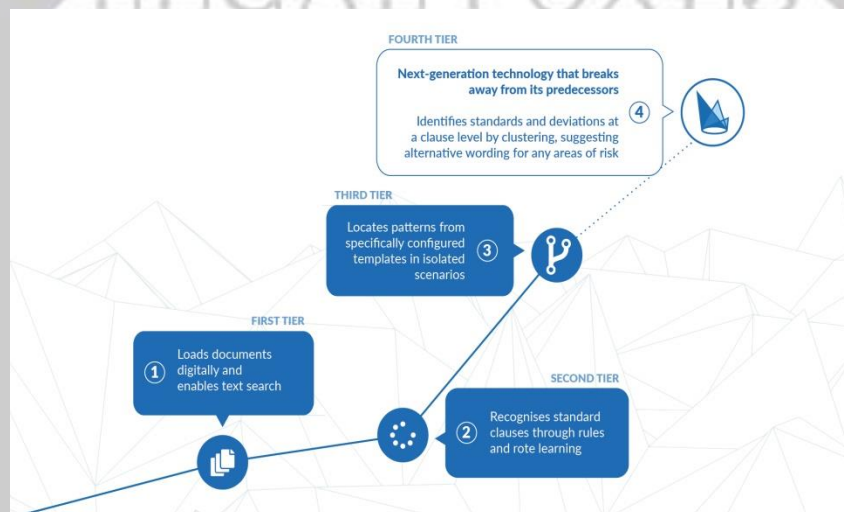 FOURTH TIER
Next-generation technology that breaks
away from its predecessors
4
Identifies standards and deviations at
a clause level by clustering, suggesting
alternative wording for any areas of risk
THIRD TIER
Locates patterns from
specifically configured
templates in isolated
scenarios
3
FIRST TIER
1
Loads documents
digitally and
enables text search
SECOND TIER
2
Recognises standard
clauses through rules
and rote learning